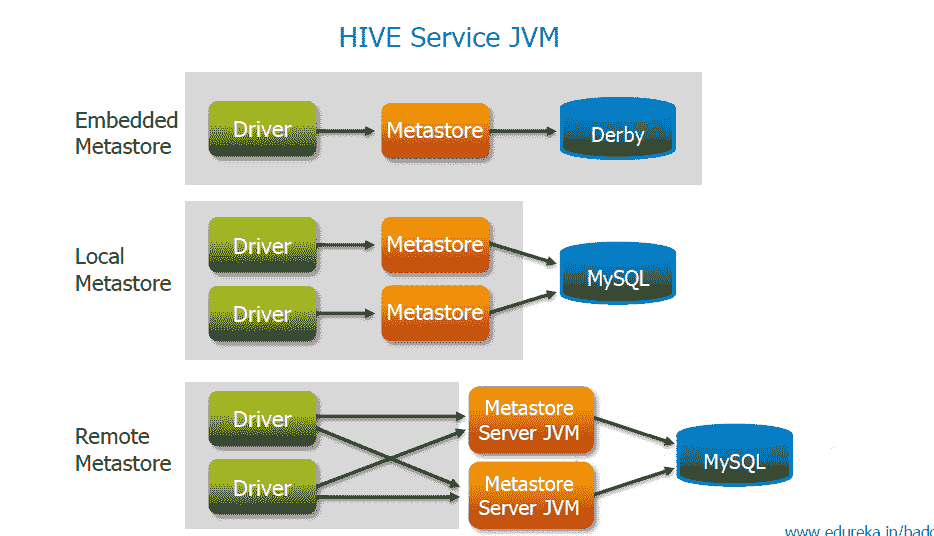 HIVE Service JVM
Embedded
Metastore
Driver
Metastore
Derby
Local
Metastore
Driver
Metastore
Driver
Metastore
MySQL
Remote
Metastore
Driver
Driver
Metastore
Server JVM
Metastore
Server JVM
MySQL
www.edureka.in/hado